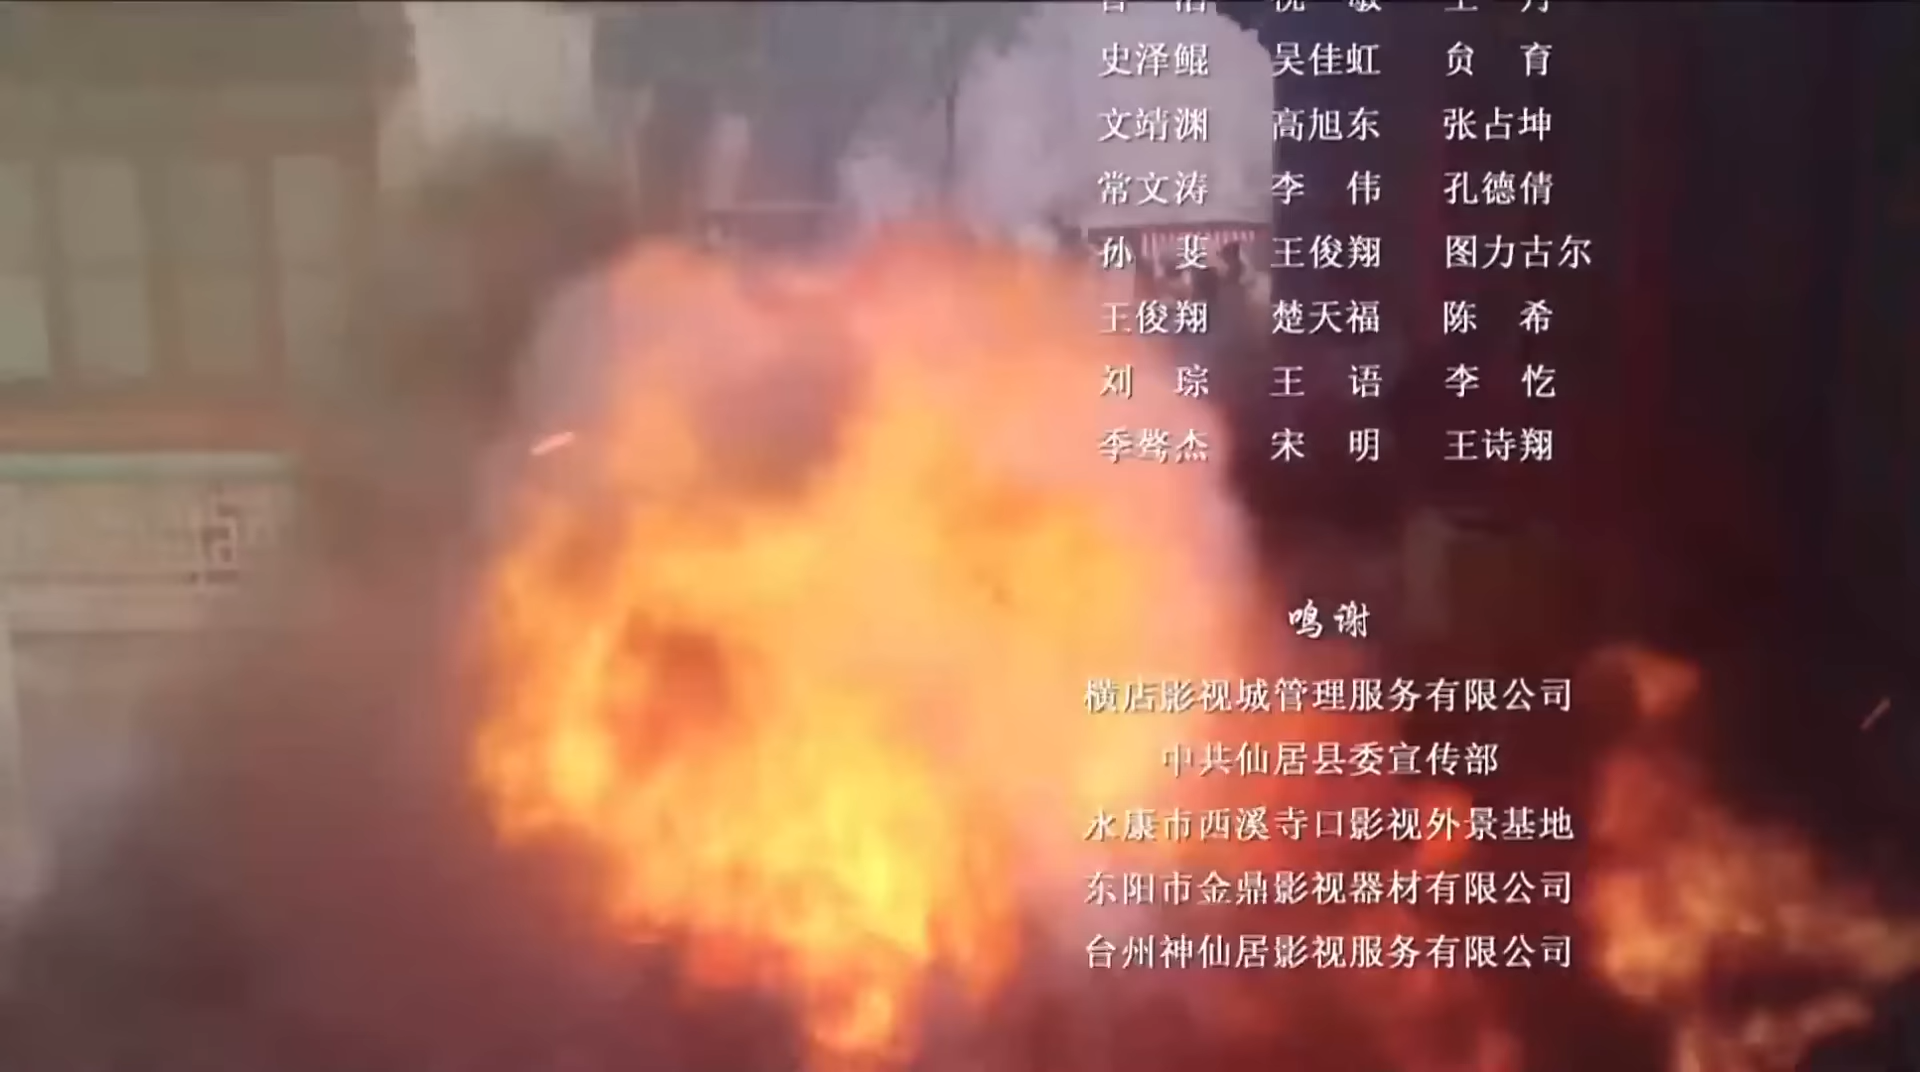 史泽鲲 吴佳虹 贠 育
文靖渊 高旭东 张占坤
常文涛 李 伟 孔德倩
孙 斐 王俊翔 图力古尔
王俊翔 楚天福 陈 希
刘 琮 王 语 李 忔
季骜杰 宋 明 王诗翔
鸣谢
横店影视城管理服务有限公司
中共仙居县委宣传部
永康市西溪寺口影视外景基地
东阳市金鼎影视器材有限公司
台州神仙居影视服务有限公司